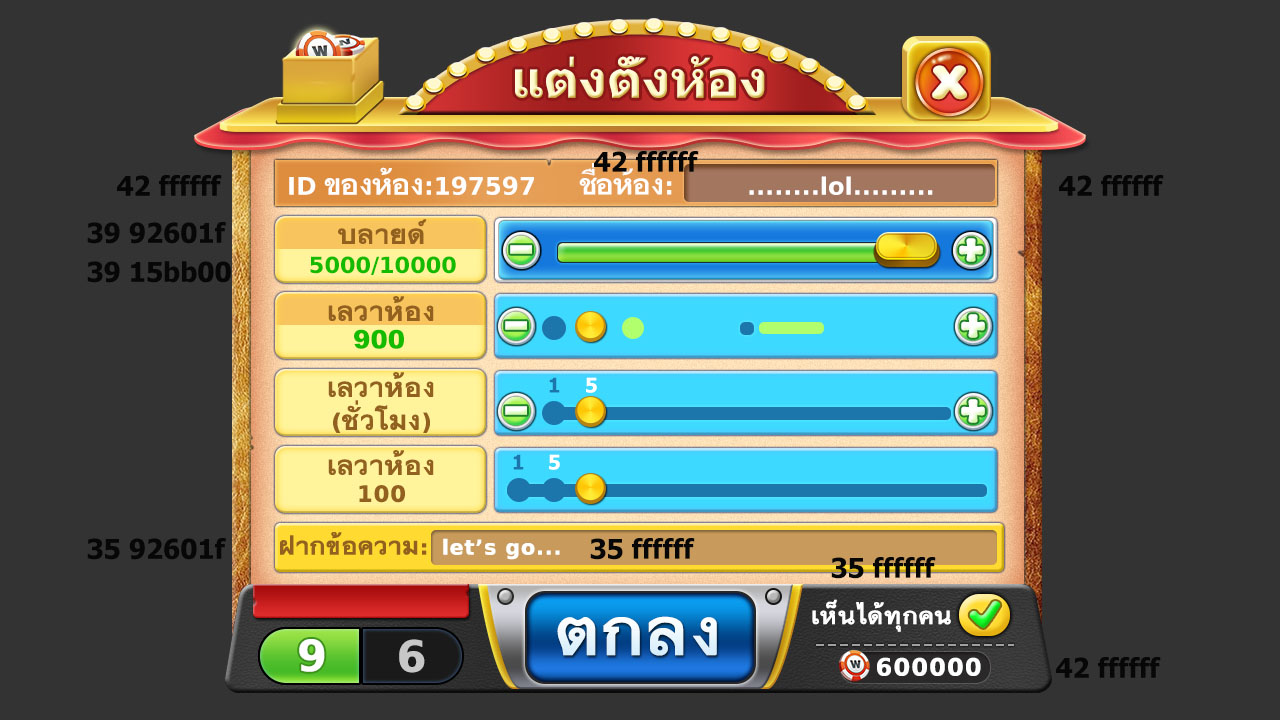 W
แต่งตั๊งห้อง
42 ffffff
42 ffffff
ID ของห้อง:197597
ชื่อห้อง:
........lol.........
42 ffffff
39 92601f
บลายด์
39 15bb00
5000/10000
เลวาห้อง
900
เลวาห้อง
(ชั่วโมง)
1 5
เลวาห้อง
100
1 5
35 92601f
ฝากข้อความ:
let’s go...
35 ffffff
35 ffffff
9 6
ตกลง
เห็นได้ทุกคน
W
600000
42 ffffff